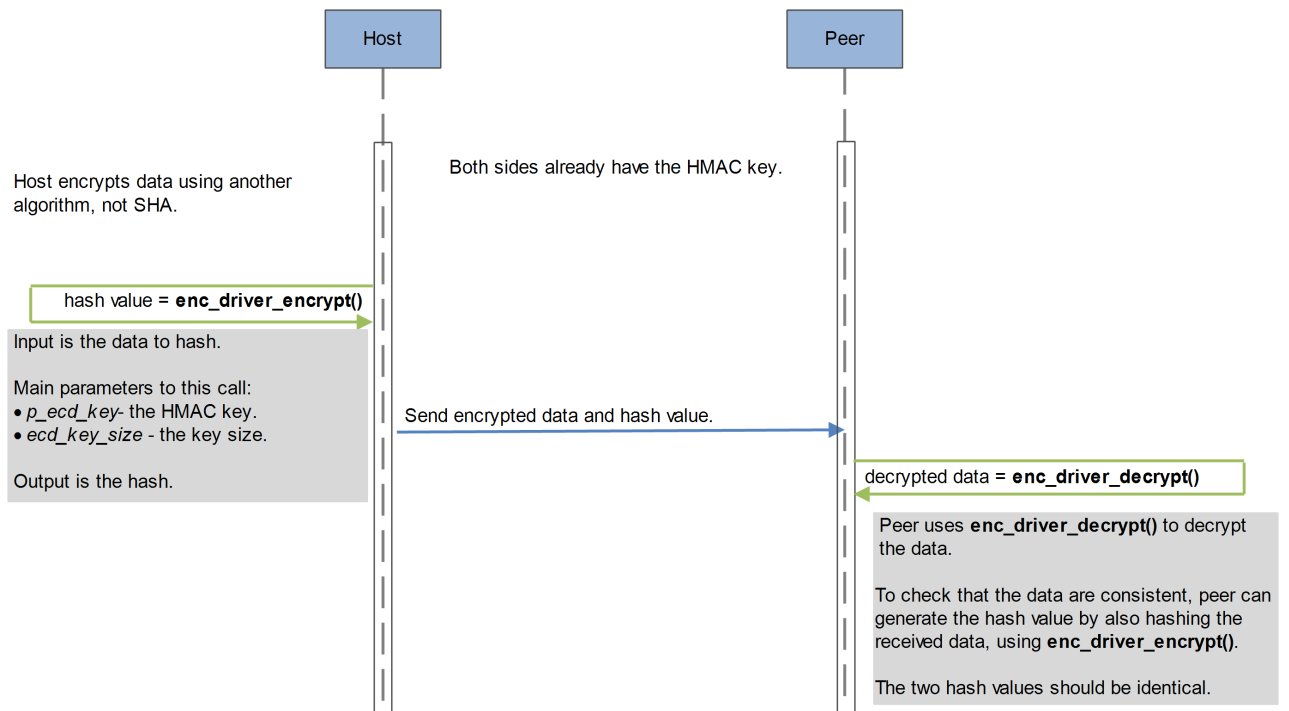 Host
Peer
Both sides already have the HMAC key.
Host encrypts data using another
algorithm, not SHA.
hash value = enc_driver_encrypt()
Input is the data to hash.
Main parameters to this call:
• p_ecd_key- the HMAC key.
• ecd_key_size - the key size.
Output is the hash.
Send encrypted data and hash value.
decrypted data = enc_driver_decrypt()
Peer uses enc_driver_decrypt() to decrypt
the data.
To check that the data are consistent, peer can
generate the hash value by also hashing the
received data, using enc_driver_encrypt().
The two hash values should be identical.